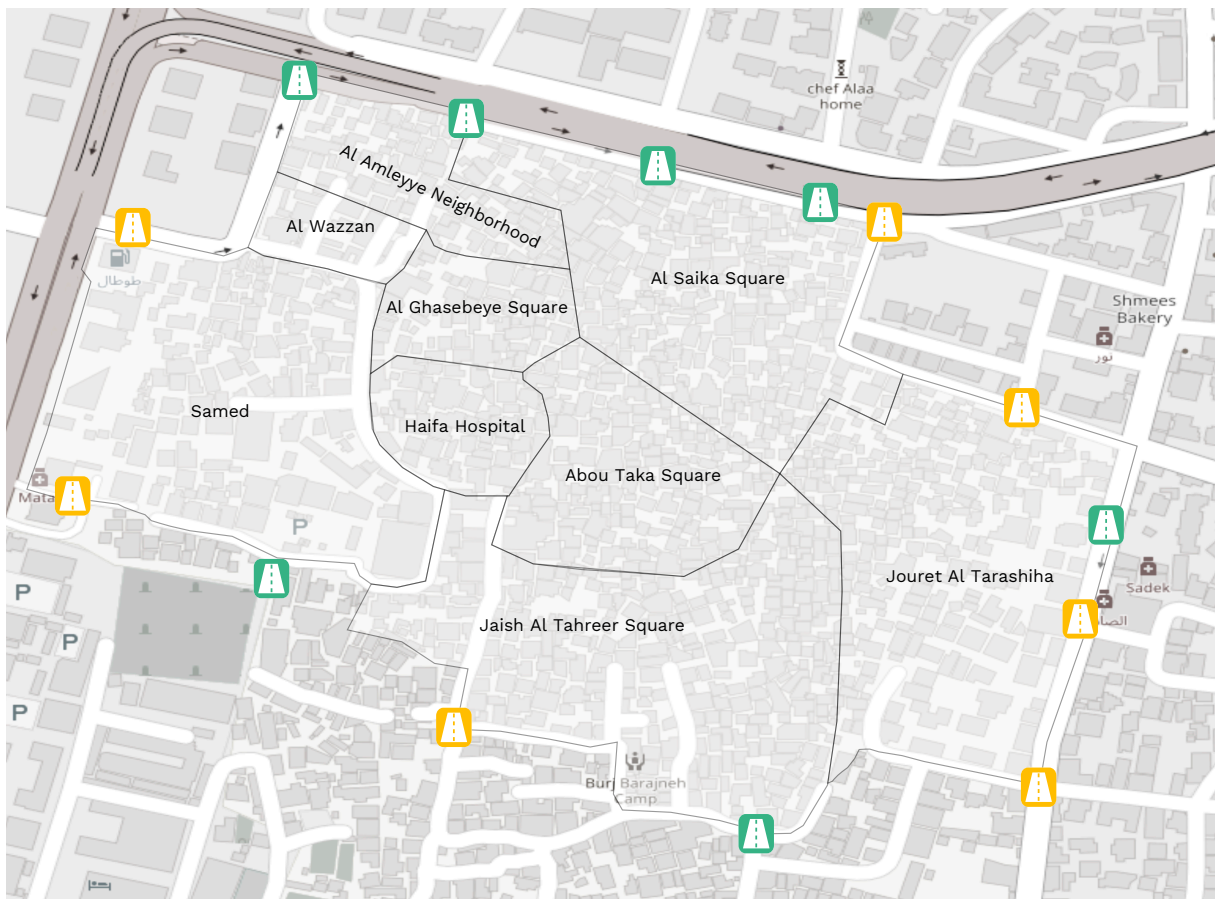 chef Alaa
home
Al Amleyye Neighborhood
Al Wazzan
Al Saika Square
طوطال
Al Ghasebeye Square
Shmees
Bakery
نور
Samed
Haifa Hospital
Abou Taka Square
P
Jouret Al Tarashiha
Sadek
P
Jaish Al Tahreer Square
P
P
Burj Barajneh
Camp